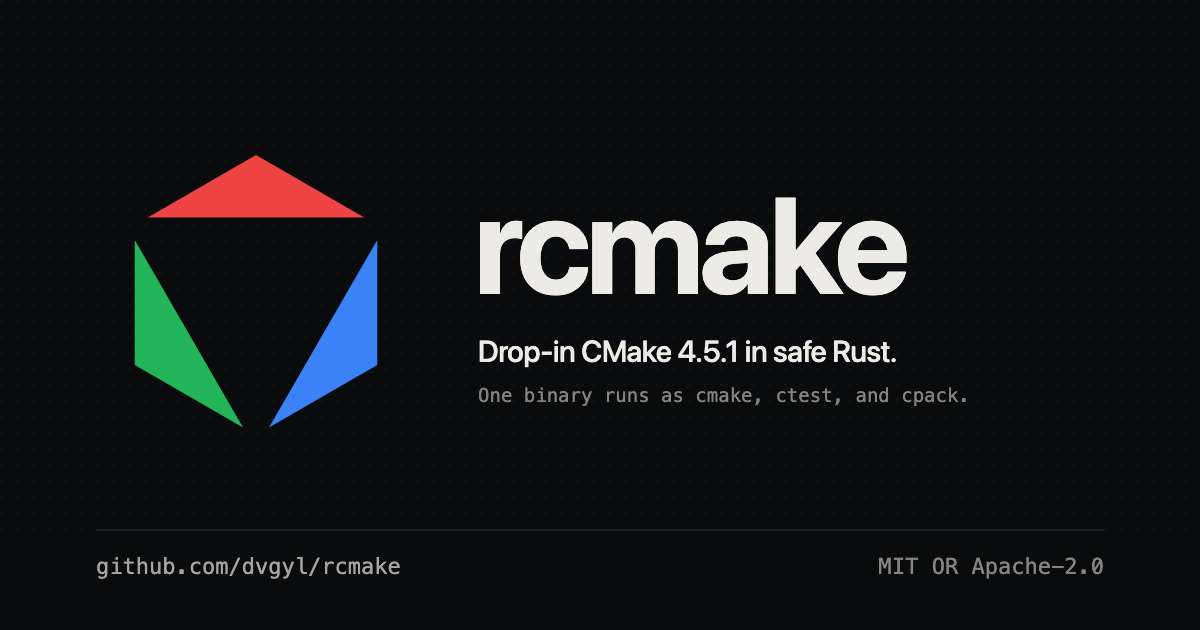 rcmake
Drop-in CMake 4.5.1 in safe Rust.
One binary runs as cmake, ctest, and cpack.
github.com/dvgyl/rcmake
MIT OR Apache-2.0